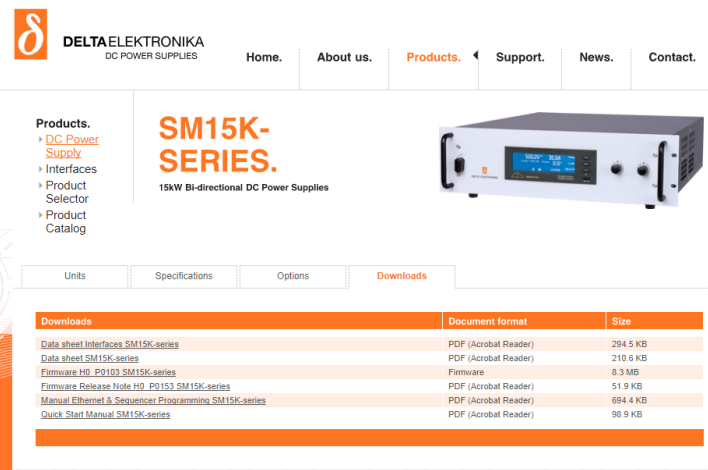 δ
DELTAELEKTRONIKA
DC POWER SUPPLIES
Home.
About us.
Products.
Support.
News.
Contact.
Products.
DC Power
Supply
Interfaces
Product
Selector
Product
Catalog
SM15K-
SERIES.
15kW Bi-directional DC Power Supplies
Units
Specifications
Options
Downloads
Downloads Document format Size
Data sheet Interfaces SM15K-series PDF (Acrobat Reader) 294.5 KB
Data sheet SM15K-series PDF (Acrobat Reader) 210.6 KB
Firmware H0_P0103 SM15K-series Firmware 8.3 MB
Firmware Release Note H0_P0153 SM15K-series PDF (Acrobat Reader) 51.9 KB
Manual Ethernet & Sequencer Programming SM15K-series PDF (Acrobat Reader) 694.4 KB
Quick Start Manual SM15K-series PDF (Acrobat Reader) 98.9 KB